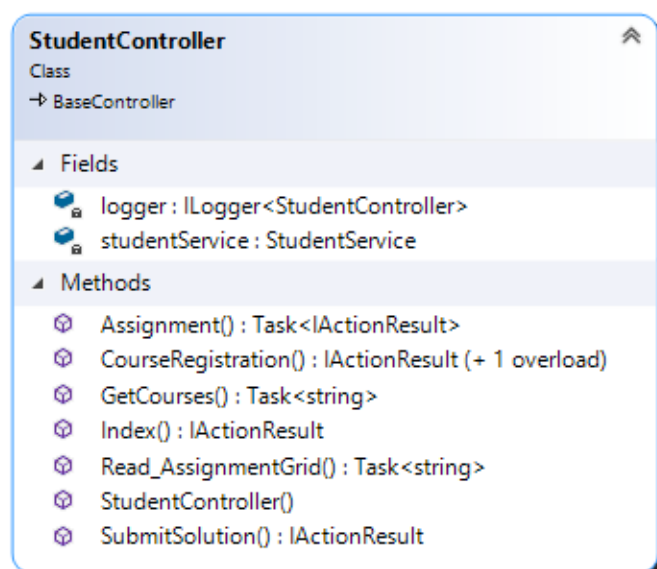 StudentController
Class
BaseController
Fields
logger : ILogger<StudentController>
studentService : StudentService
Methods
Assignment() : Task<IActionResult>
CourseRegistration() : IActionResult (+ 1 overload)
GetCourses() : Task<string>
Index() : IActionResult
Read_AssignmentGrid() : Task<string>
StudentController()
SubmitSolution() : IActionResult